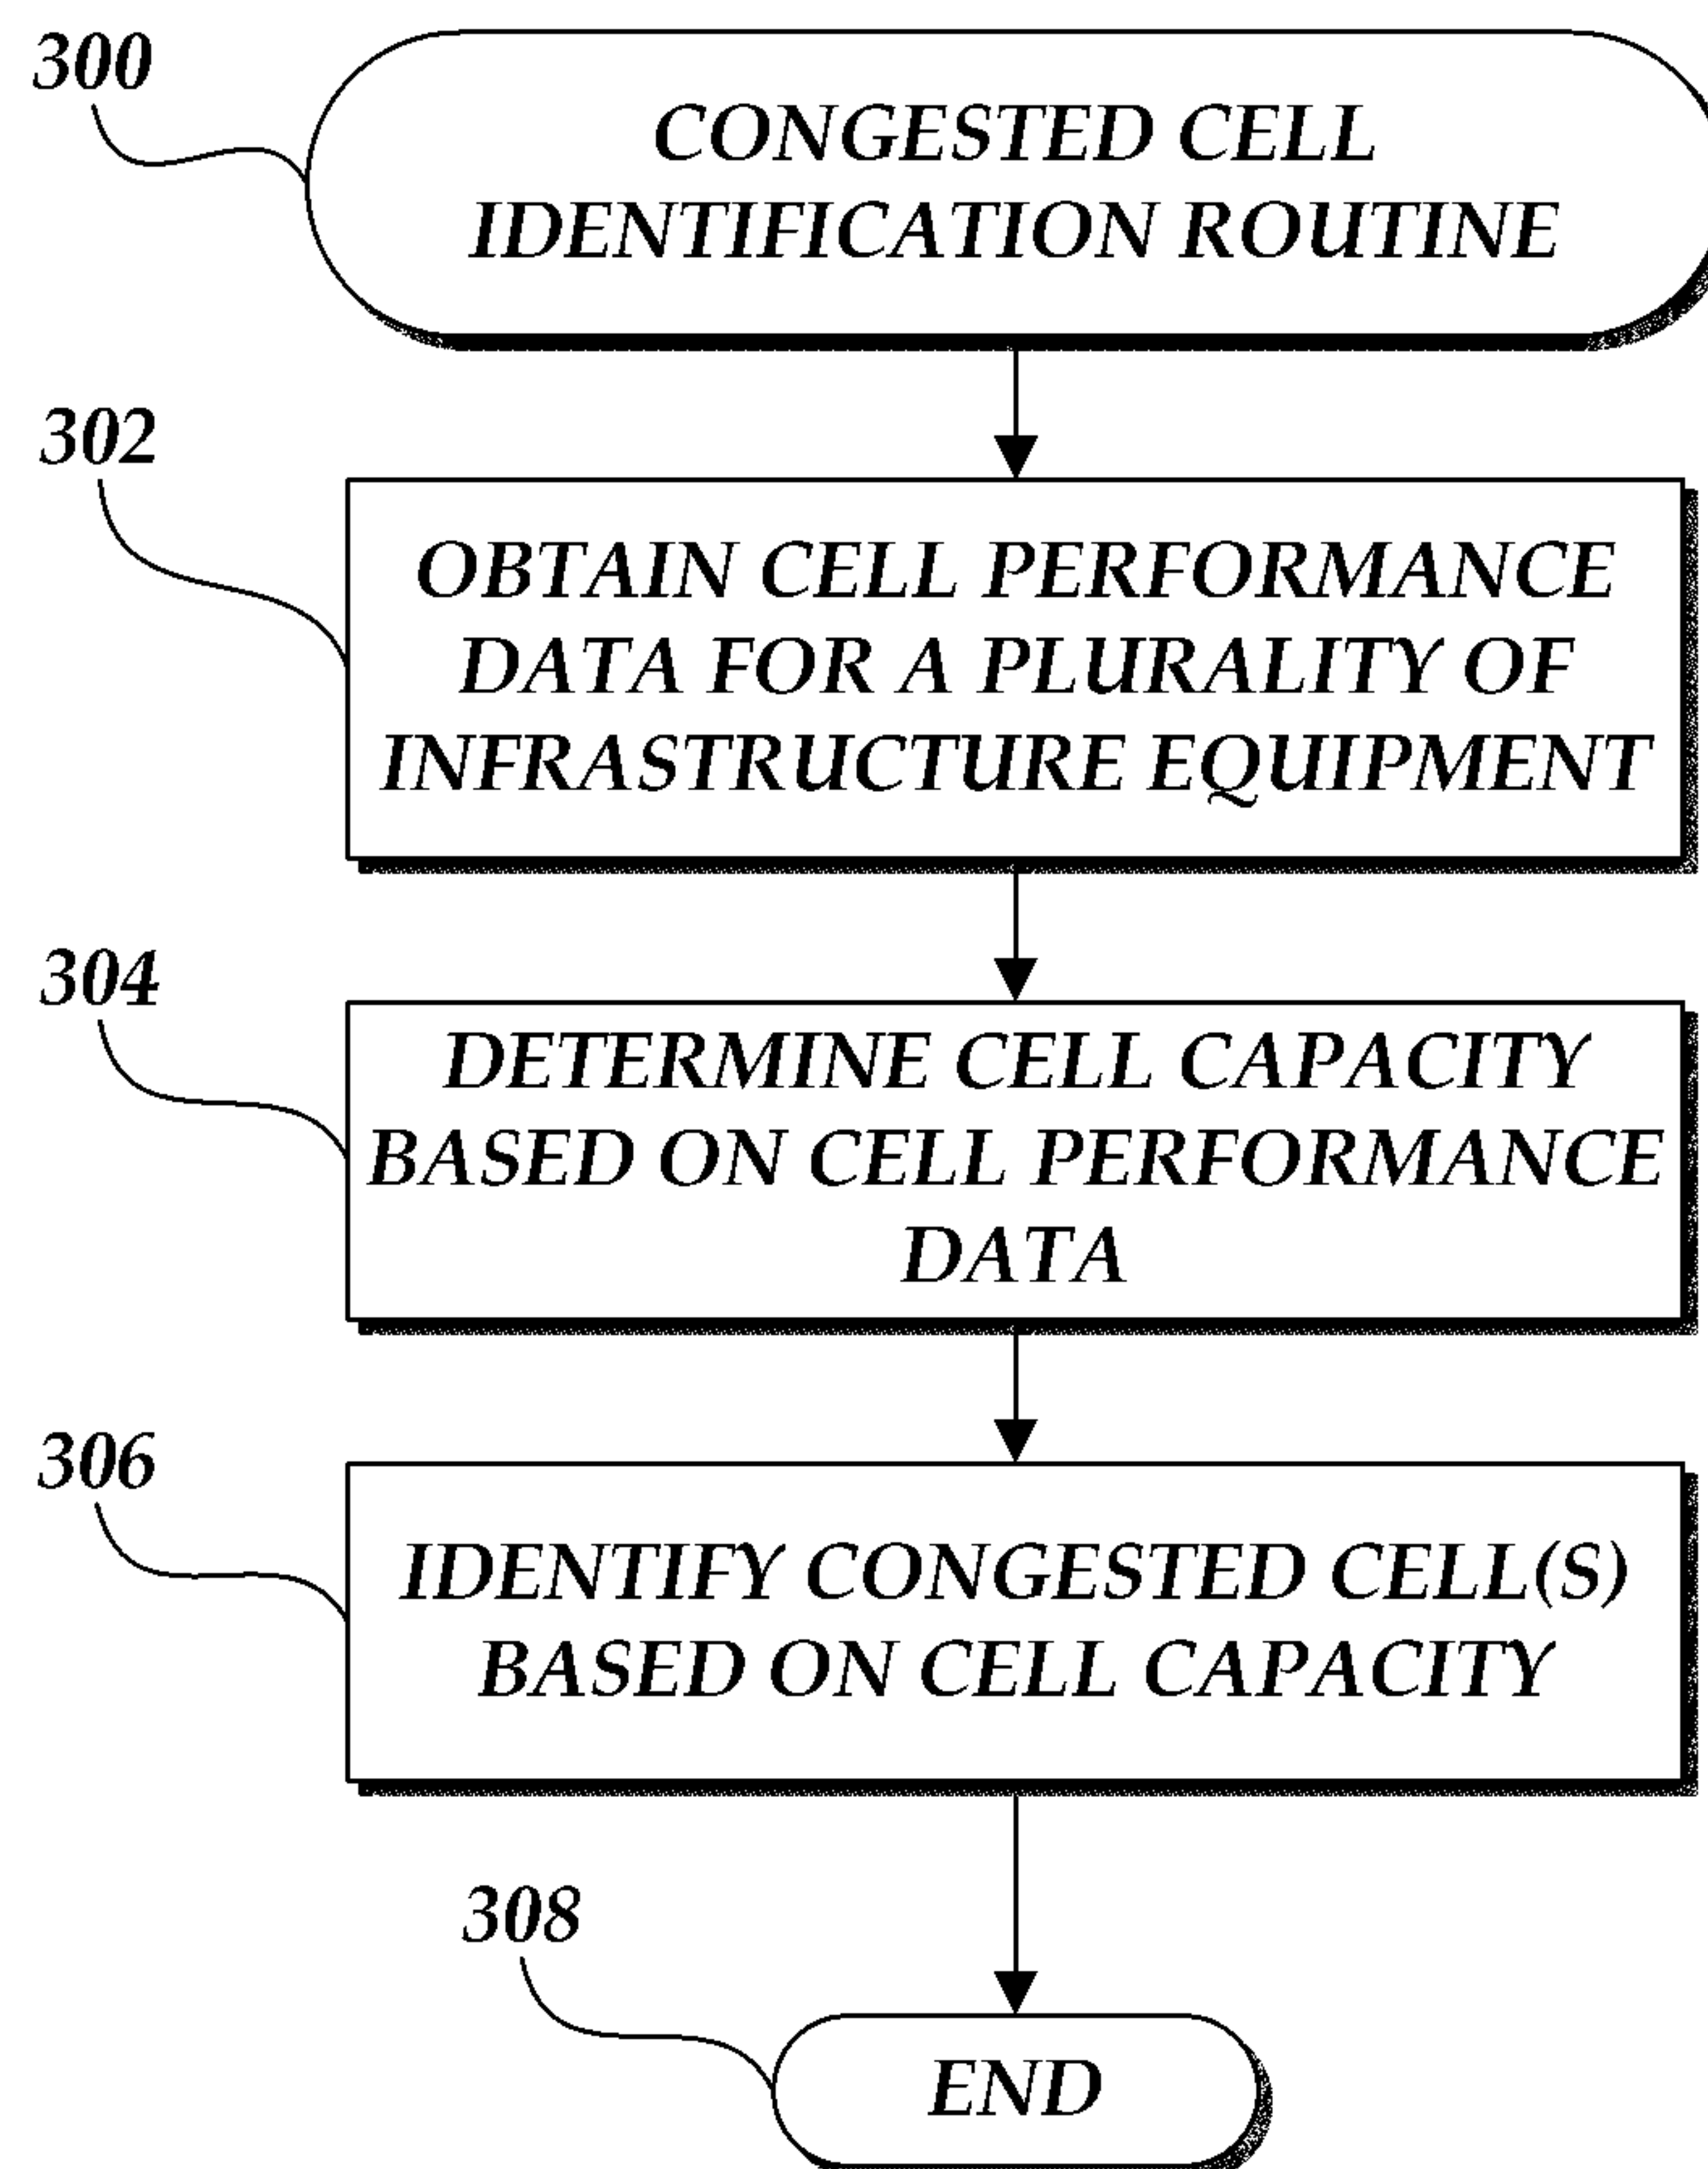 300
CONGESTED CELL
IDENTIFICATION ROUTINE
302
OBTAIN CELL PERFORMANCE
DATA FOR A PLURALITY OF
INFRASTRUCTURE EQUIPMENT
304
DETERMINE CELL CAPACITY
BASED ON CELL PERFORMANCE
DATA
306
IDENTIFY CONGESTED CELL(S)
BASED ON CELL CAPACITY
308
END